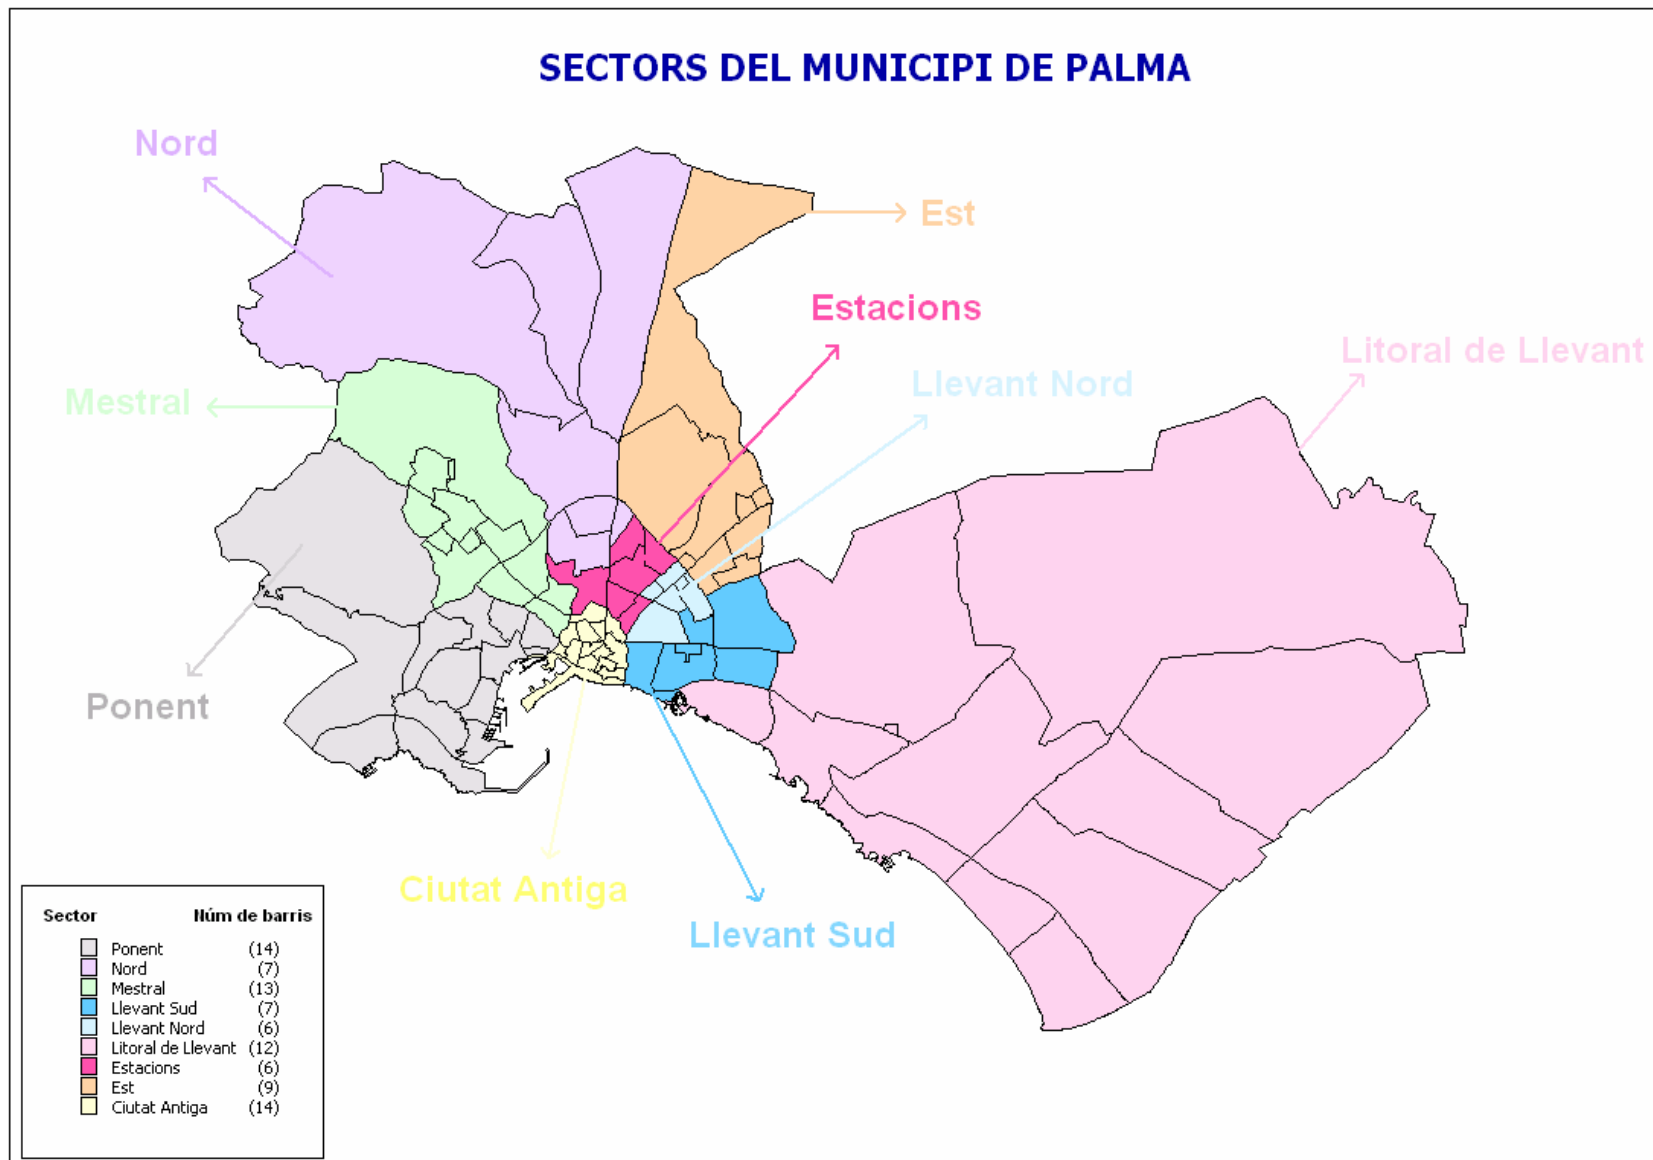 SECTORS DEL MUNICIPI DE PALMA
Nord
Est
Estacions
Litoral de Llevant
Llevant Nord
Mestral
Ponent
Ciutat Antiga
Llevant Sud
Sector Núm de barris
Ponent (14)
Nord (7)
Mestral (13)
Llevant Sud (7)
Llevant Nord (6)
Litoral de Llevant (12)
Estacions (6)
Est (9)
Ciutat Antiga (14)